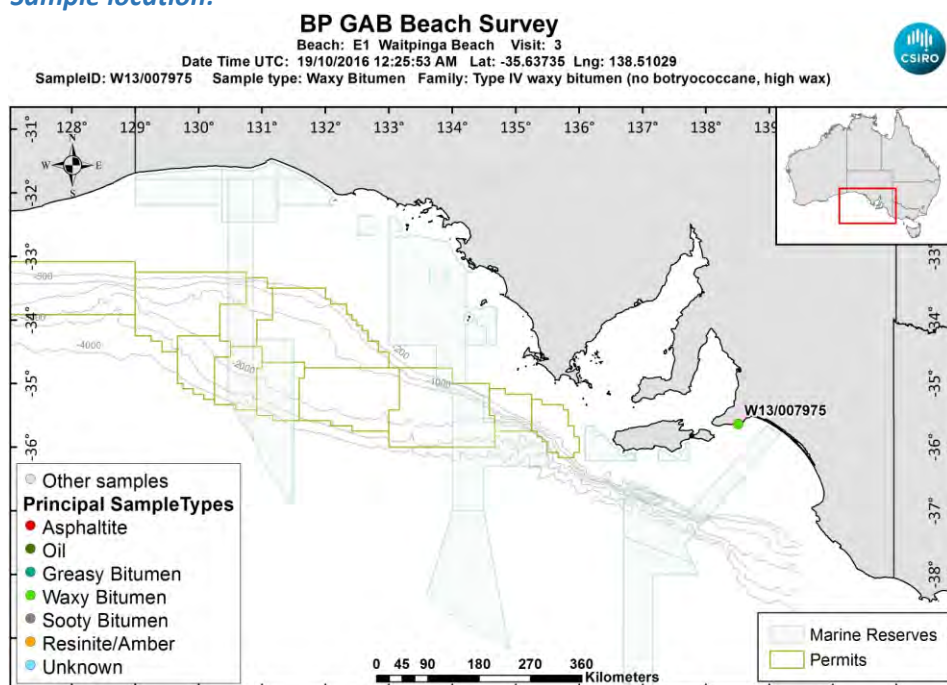 Sample location:
BP GAB Beach Survey
Beach: E1 Waitpinga Beach Visit: 3
Date Time UTC: 19/10/2016 12:25:53 AM Lat: -35.63735 Lng: 138.51029
SampleID: W13/007975 Sample type: Waxy Bitumen Family: Type IV waxy bitumen (no botryococcane, high wax)
CSIRO
128° 129° 130° 131° 132° 133° 134° 135° 136° 137° 138° 139
-31°
-32°
-33°
-34°
-35°
-36°
-37°
-38°
N
W E
S
-33°
-34°
-35°
-36°
-37°
-38°
-4000
-2000
-200
-1000
W13/007975
Other samples
Principal SampleTypes
Asphaltite
Oil
Greasy Bitumen
Waxy Bitumen
Sooty Bitumen
Resinite/Amber
Unknown
0 45 90 180 270 360
Kilometers
Marine Reserves
Permits